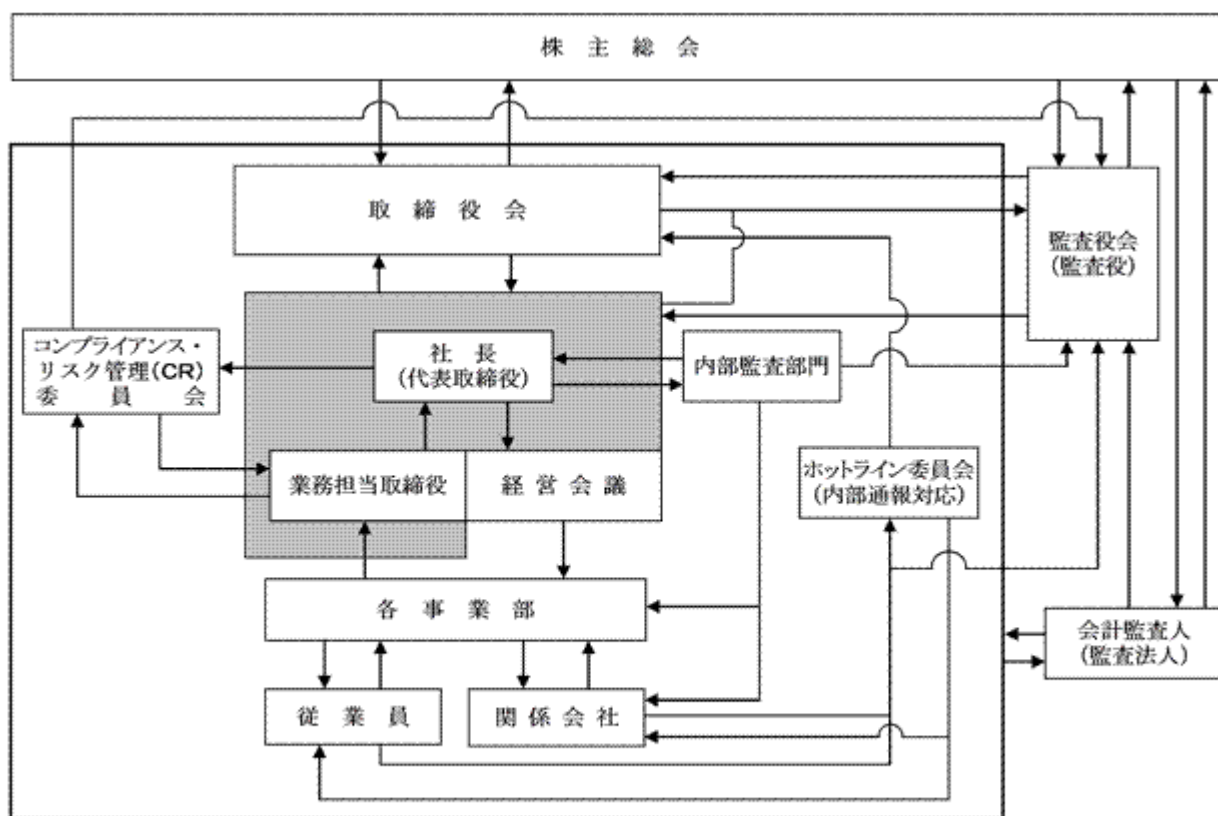 株主総会
取締役会
監査役会
(監査役)
コンプライアンス・
リスク管理(CR)
委員会
社長
(代表取締役)
内部監査部門
業務担当取締役
経営会議
ホットライン委員会
(内部通報対応)
各事業部
会計監査人
(監査法人)
従業員
関係会社